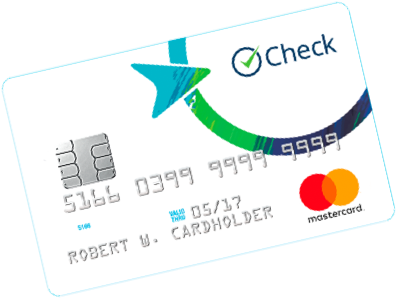 Check
5166 0399 9999 9999
5166
VALID THRU 05/17
ROBERT W. CARDHOLDER
mastercard